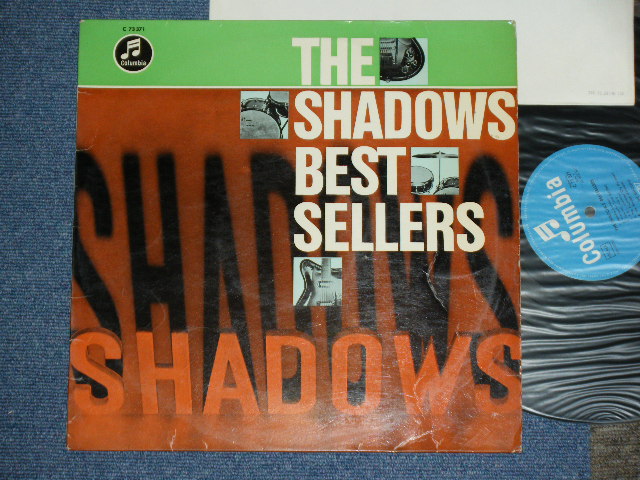 C 73 371
Columbia
THE
SHADOWS
BEST
SELLERS
SHADOWS
SHADOWS
Columbia